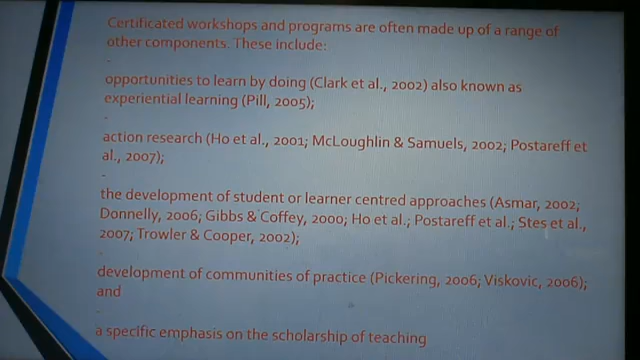 Certificated workshops and programs are often made up of a range of
other components. These include:
-
opportunities to learn by doing (Clark et al., 2002) also known as
experiential learning (Pill, 2005);
-
action research (Ho et al., 2001; McLoughlin & Samuels, 2002; Postareff et
al., 2007);
-
the development of student or learner centred approaches (Asmar, 2002;
Donnelly, 2006; Gibbs & Coffey, 2000; Ho et al.; Postareff et al.; Stes et al.,
2007; Trowler & Cooper, 2002);
-
development of communities of practice (Pickering, 2006; Viskovic, 2006);
and
-
a specific emphasis on the scholarship of teaching